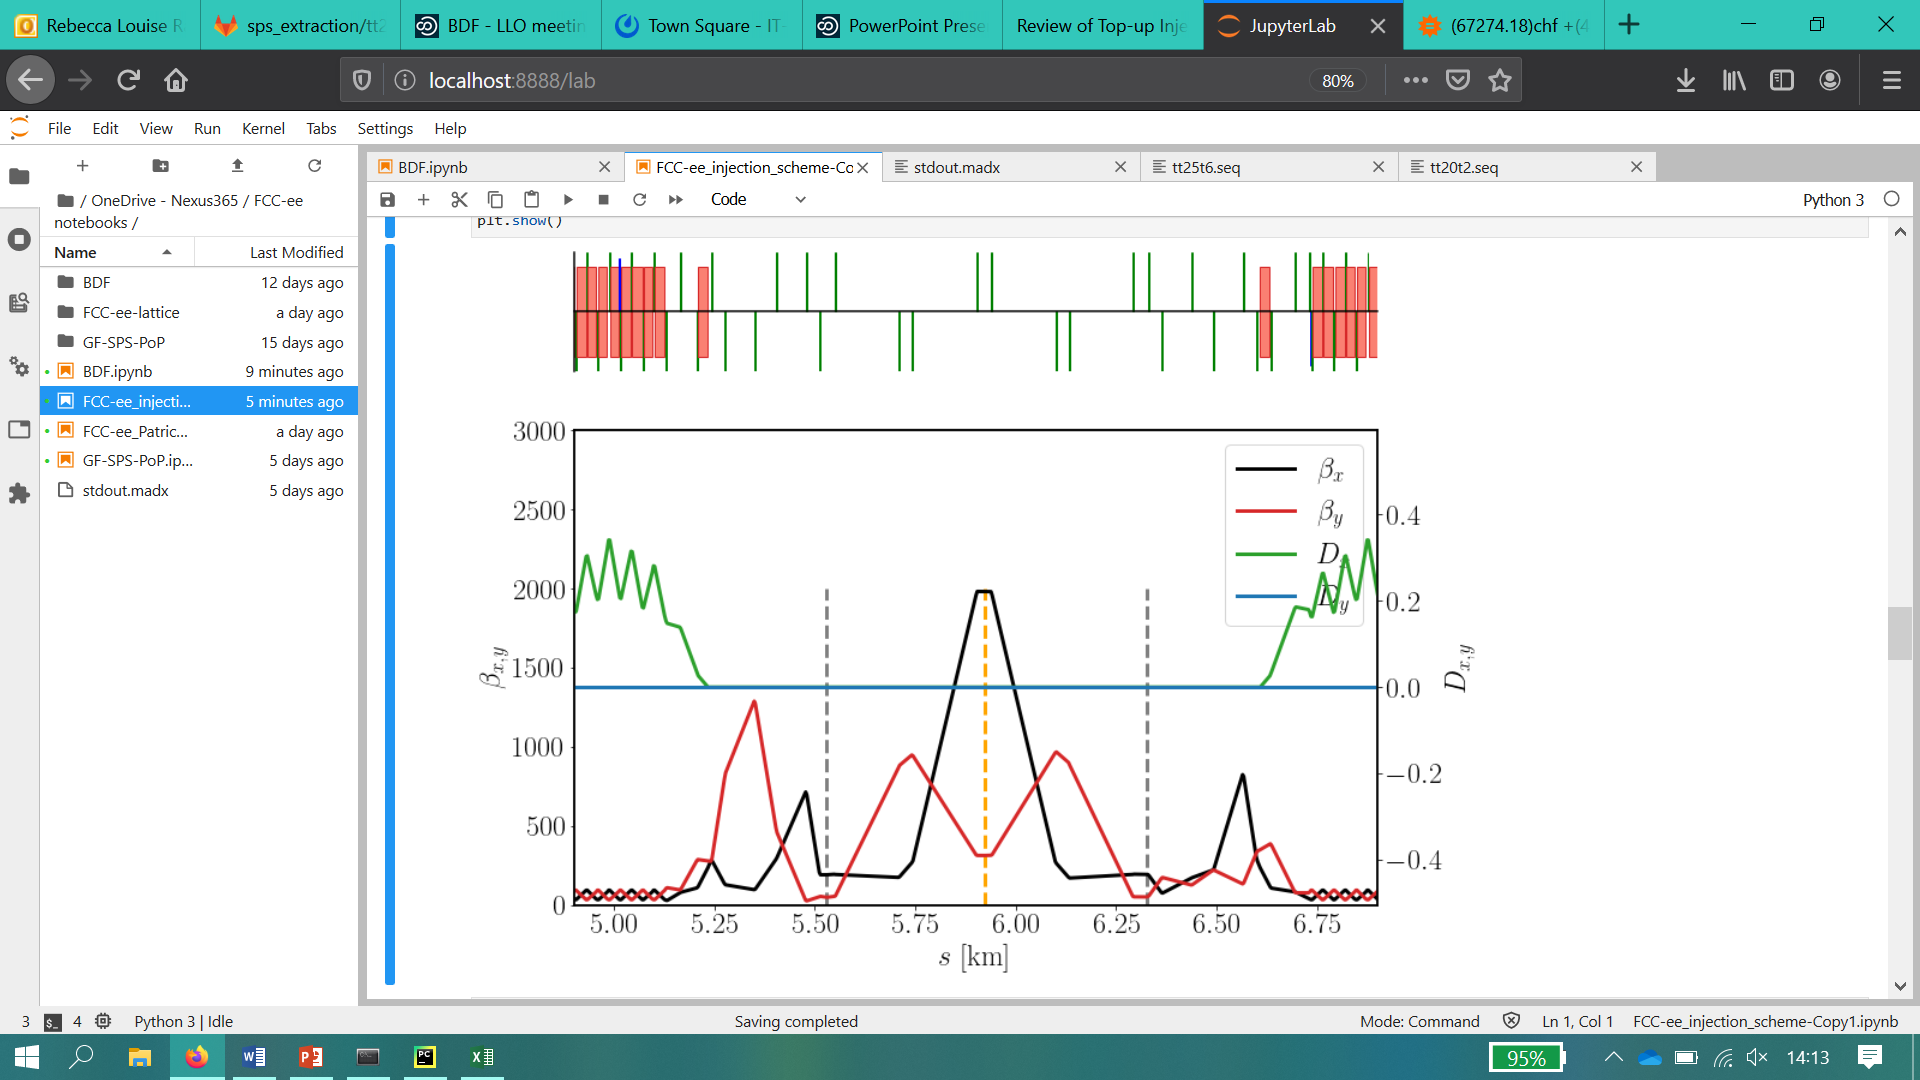 Rebecca Louise R
sps_extraction/tt2
BDF - LLO meetin
Town Square - IT-
PowerPoint Prese
Review of Top-up Inje
JupyterLab
(67274.18)chf +(4
localhost:8888/lab
80%
File Edit View Run Kernel Tabs Settings Help
BDF.ipynb
FCC-ee_injection_scheme-Co
stdout.madx
tt25t6.seq
tt20t2.seq
/ OneDrive - Nexus365 / FCC-ee
notebooks /
Code
Python 3
Name Last Modified
BDF 12 days ago
FCC-ee-lattice a day ago
GF-SPS-PoP 15 days ago
BDF.ipynb 9 minutes ago
FCC-ee_injecti... 5 minutes ago
FCC-ee_Patric... a day ago
GF-SPS-PoP.ip... 5 days ago
stdout.madx 5 days ago
plt.show()
3000
2500
2000
1500
1000
500
0
β_{x,y}
β_x
β_y
D_x
D_y
0.4
0.2
0.0
−0.2
−0.4
D_{x,y}
5.00 5.25 5.50 5.75 6.00 6.25 6.50 6.75
s [km]
3 $_ 4 Python 3 | Idle
Saving completed
Mode: Command Ln 1, Col 1 FCC-ee_injection_scheme-Copy1.ipynb
95%
14:13